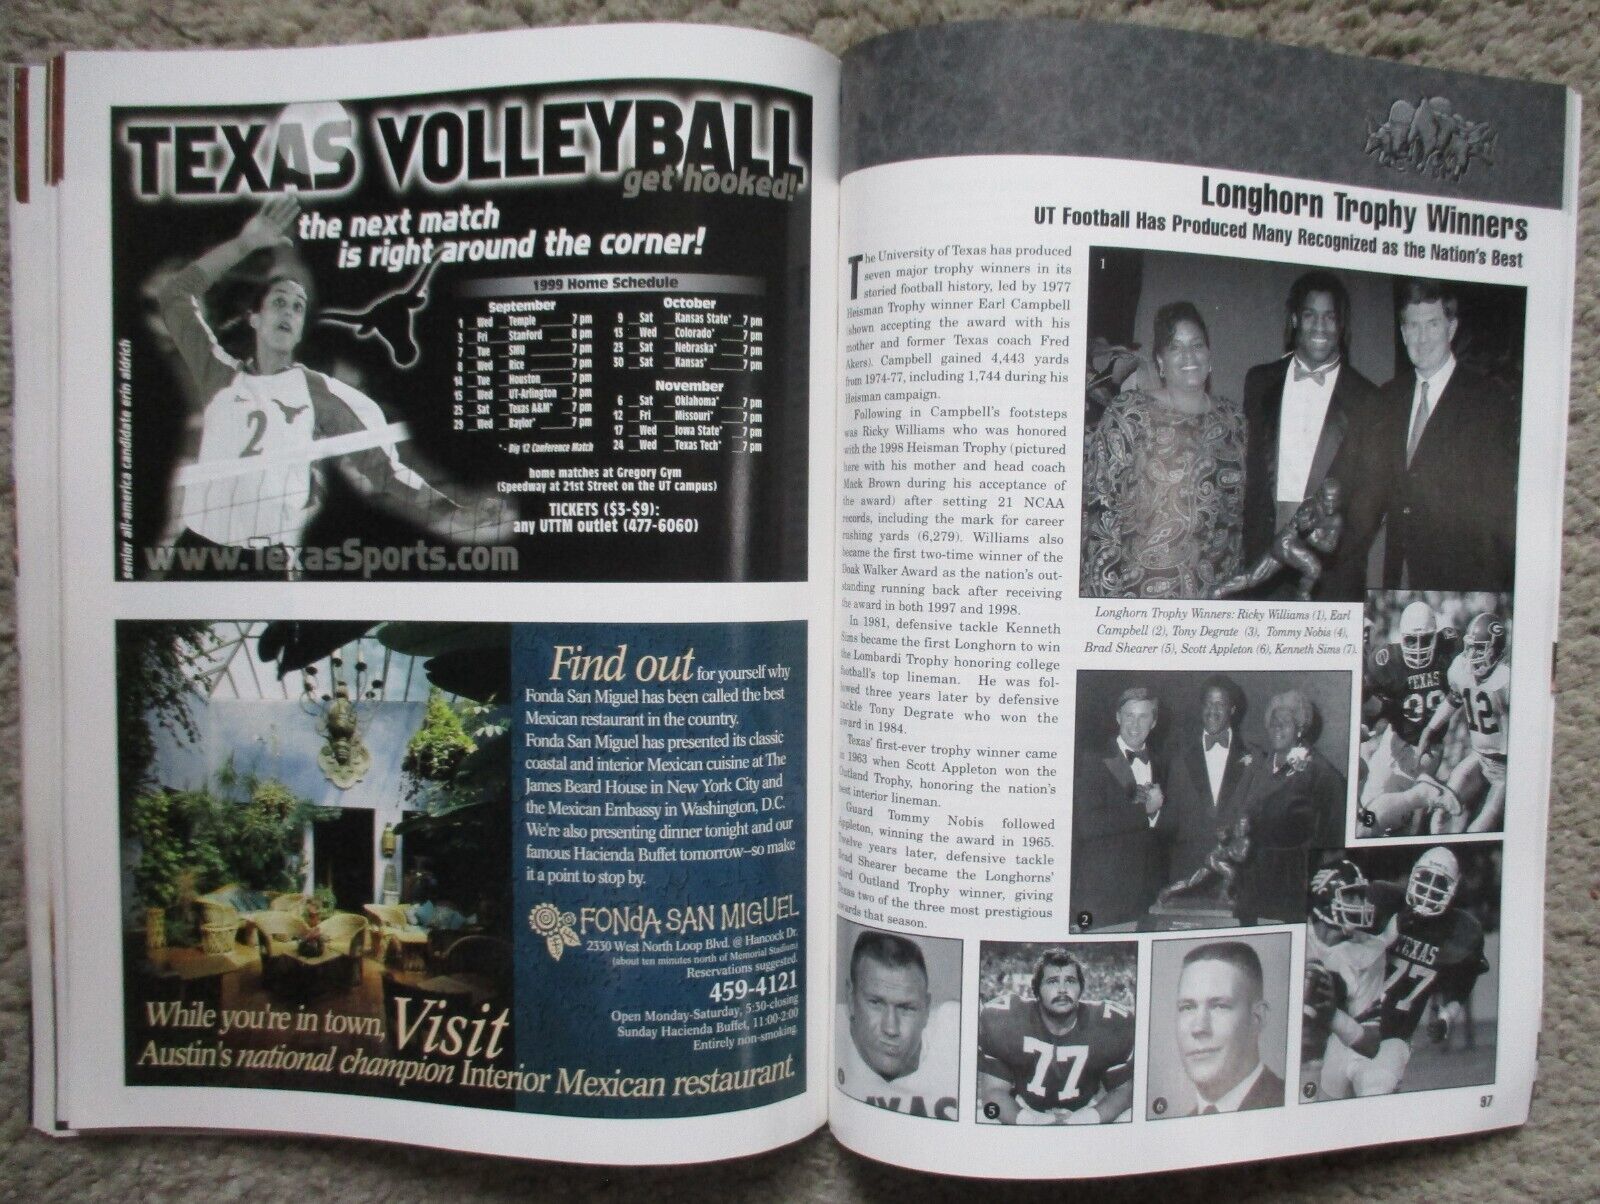 TEXAS VOLLEYBALL
get hooked!
the next match
is right around the corner!
1999 Home Schedule
September
1 Wed Temple 7 pm
3 Fri Stanford 8 pm
7 Tue SMU 7 pm
8 Wed Rice 7 pm
14 Tue Houston 7 pm
15 Wed UT-Arlington 7 pm
25 Sat Texas A&M* 7 pm
29 Wed Baylor* 7 pm
October
9 Sat Kansas State* 7 pm
13 Wed Colorado* 7 pm
23 Sat Nebraska* 7 pm
30 Sat Kansas* 7 pm
November
6 Sat Oklahoma* 7 pm
12 Fri Missouri* 7 pm
17 Wed Iowa State* 7 pm
24 Wed Texas Tech* 7 pm
*- Big 12 Conference Match
home matches at Gregory Gym
(Speedway at 21st Street on the UT campus)
TICKETS ($3-$9):
any UTTM outlet (477-6060)
senior all-america candidate erin aldrich
2
www.TexasSports.com
Find out for yourself why
Fonda San Miguel has been called the best
Mexican restaurant in the country.
Fonda San Miguel has presented its classic
coastal and interior Mexican cuisine at The
James Beard House in New York City and
the Mexican Embassy in Washington, D.C.
We're also presenting dinner tonight and our
famous Hacienda Buffet tomorrow--so make
it a point to stop by.
FONDA SAN MIGUEL
2330 West North Loop Blvd. @ Hancock Dr.
(about ten minutes north of Memorial Stadium)
Reservations suggested.
459-4121
Open Monday-Saturday, 5:30-closing
Sunday Hacienda Buffet, 11:00-2:00
Entirely non-smoking.
While you're in town, Visit
Austin's national champion Interior Mexican restaurant.
Longhorn Trophy Winners
UT Football Has Produced Many Recognized as the Nation's Best
The University of Texas has produced
seven major trophy winners in its
storied football history, led by 1977
Heisman Trophy winner Earl Campbell
(shown accepting the award with his
mother and former Texas coach Fred
Akers). Campbell gained 4,443 yards
from 1974-77, including 1,744 during his
Heisman campaign.
Following in Campbell's footsteps
was Ricky Williams who was honored
with the 1998 Heisman Trophy (pictured
here with his mother and head coach
Mack Brown during his acceptance of
the award) after setting 21 NCAA
records, including the mark for career
rushing yards (6,279). Williams also
became the first two-time winner of the
Doak Walker Award as the nation's out-
standing running back after receiving
the award in both 1997 and 1998.
In 1981, defensive tackle Kenneth
Sims became the first Longhorn to win
the Lombardi Trophy honoring college
football's top lineman. He was fol-
lowed three years later by defensive
tackle Tony Degrate who won the
award in 1984.
Texas' first-ever trophy winner came
in 1963 when Scott Appleton won the
Outland Trophy, honoring the nation's
best interior lineman.
Guard Tommy Nobis followed
Appleton, winning the award in 1965.
Twelve years later, defensive tackle
Brad Shearer became the Longhorns'
third Outland Trophy winner, giving
Texas two of the three most prestigious
awards that season.
1
Longhorn Trophy Winners: Ricky Williams (1), Earl
Campbell (2), Tony Degrate (3), Tommy Nobis (4),
Brad Shearer (5), Scott Appleton (6), Kenneth Sims (7).
2
TEXAS
12
3
77
5
6
TEXAS
77
7
97